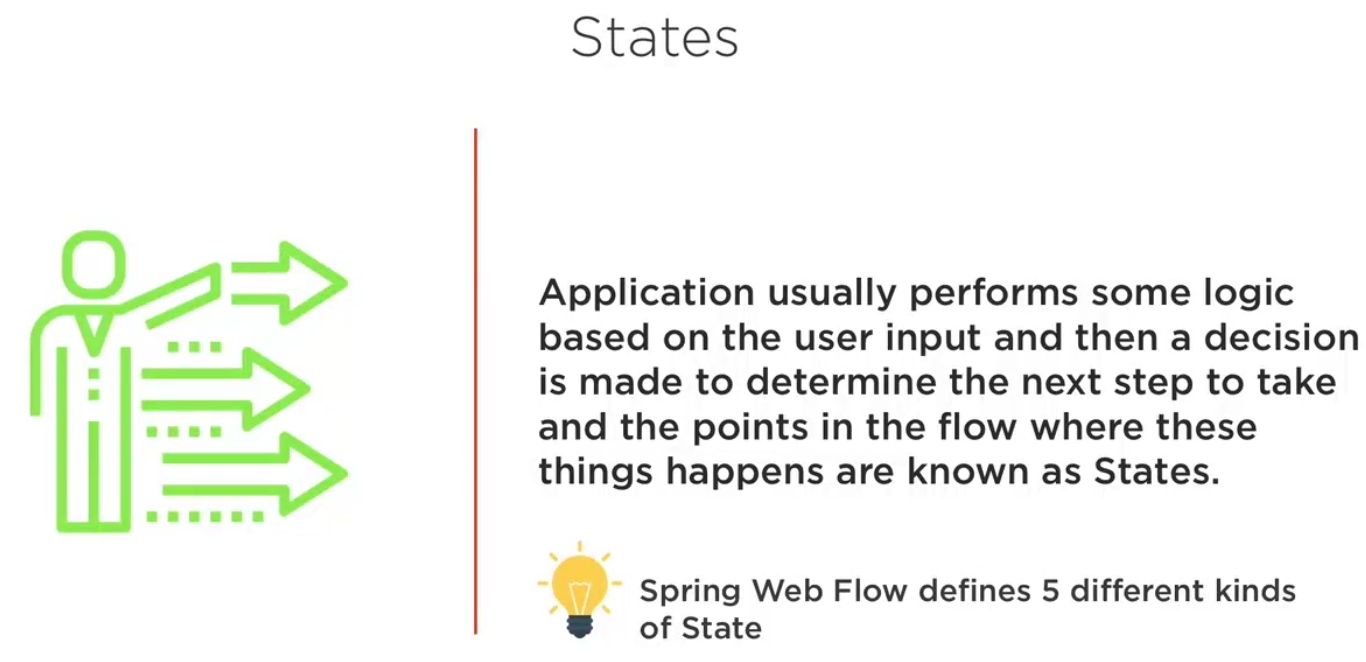 States
Application usually performs some logic
based on the user input and then a decision
is made to determine the next step to take
and the points in the flow where these
things happens are known as States.
Spring Web Flow defines 5 different kinds
of State